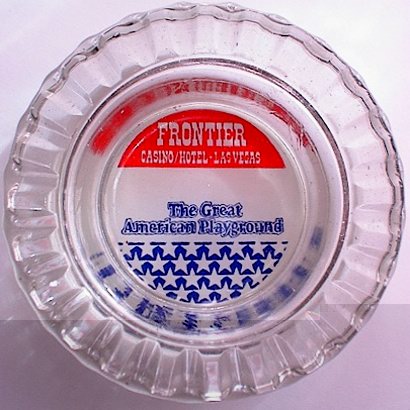 FRONTIER
CASINO/HOTEL · LAS VEGAS
The Great
American Playground